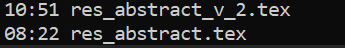 10:51 res_abstract_v_2.tex
08:22 res_abstract.tex